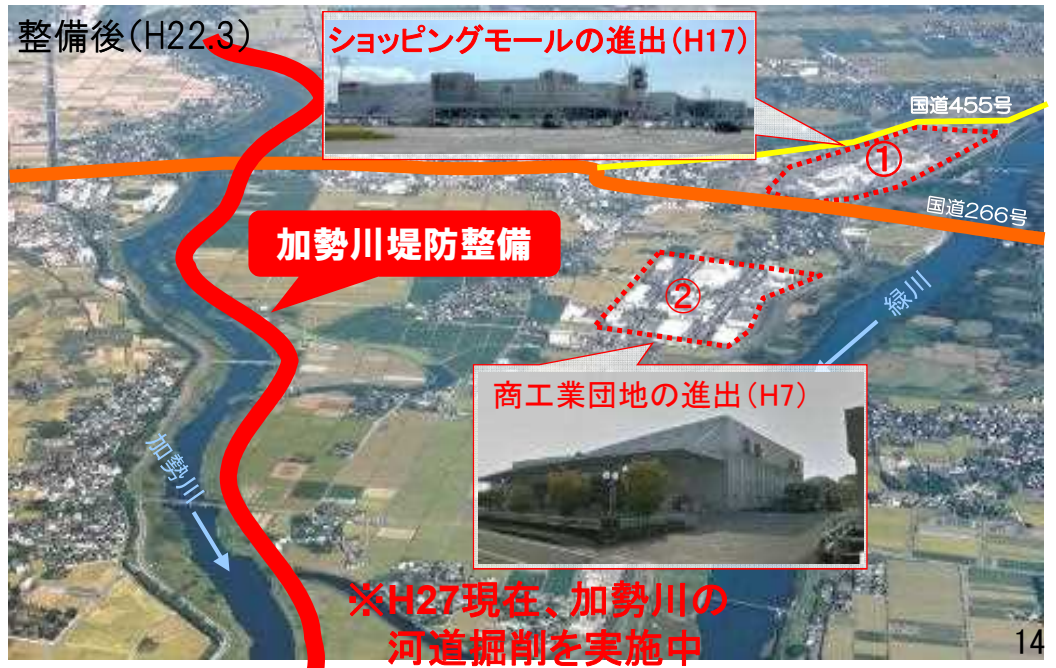 整備後(H22.3)
ショッピングモールの進出(H17)
国道455号
①
国道266号
加勢川堤防整備
②
緑川
商工業団地の進出(H7)
加勢川
※H27現在、加勢川の
河道掘削を実施中
14